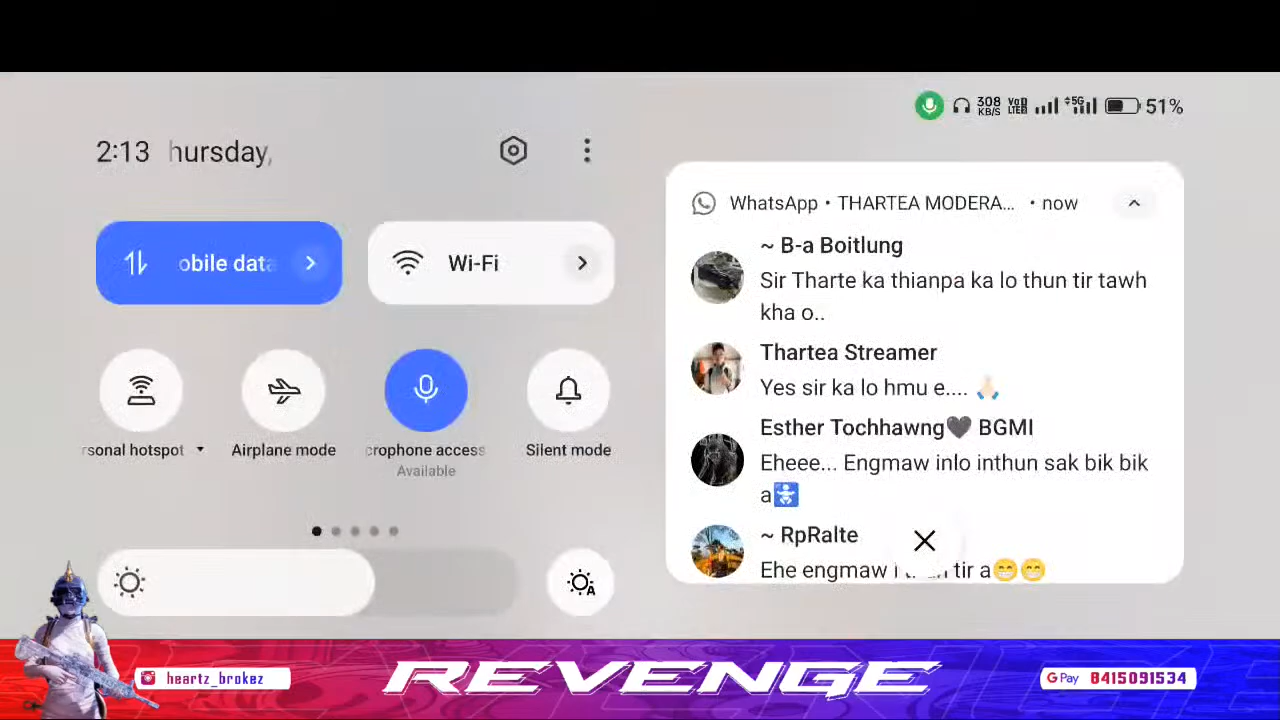 308
KB/S
VoD
LTE
5G
51%
2:13 hursday,
obile data
Wi-Fi
rsonal hotspot
Airplane mode
crophone access
Available
Silent mode
WhatsApp • THARTEA MODERA... • now
~ B-a Boitlung
Sir Tharte ka thianpa ka lo thun tir tawh
kha o..
Thartea Streamer
Yes sir ka lo hmu e.... 🙏🏻
Esther Tochhawng🖤 BGMI
Eheee... Engmaw inlo inthun sak bik bik
a🚼
~ RpRalte
Ehe engmaw tir a😁😁
heartz_brokez
REVENGE
G Pay 8415091534